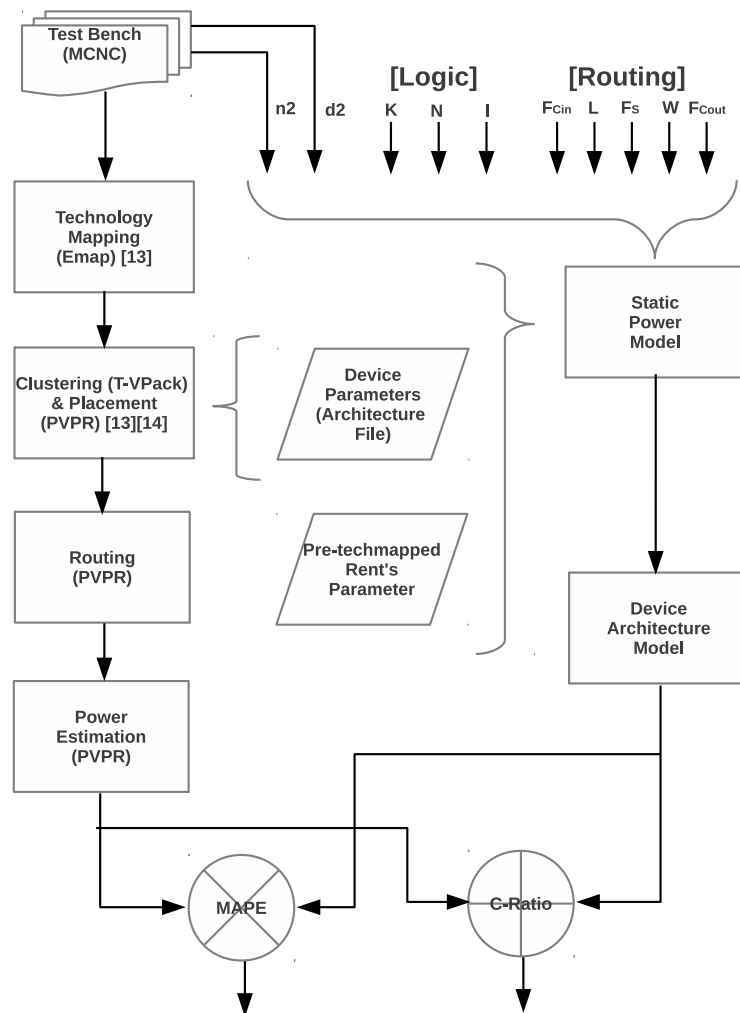 Test Bench
(MCNC)
n2
d2
[Logic]
[Routing]
K
N
I
FCin
L
FS
W
FCout
Technology
Mapping
(Emap) [13]
Static
Power
Model
Clustering (T-VPack)
& Placement
(PVPR) [13][14]
Device
Parameters
(Architecture
File)
Routing
(PVPR)
Pre-techmapped
Rent's
Parameter
Device
Architecture
Model
Power
Estimation
(PVPR)
MAPE
C-Ratio